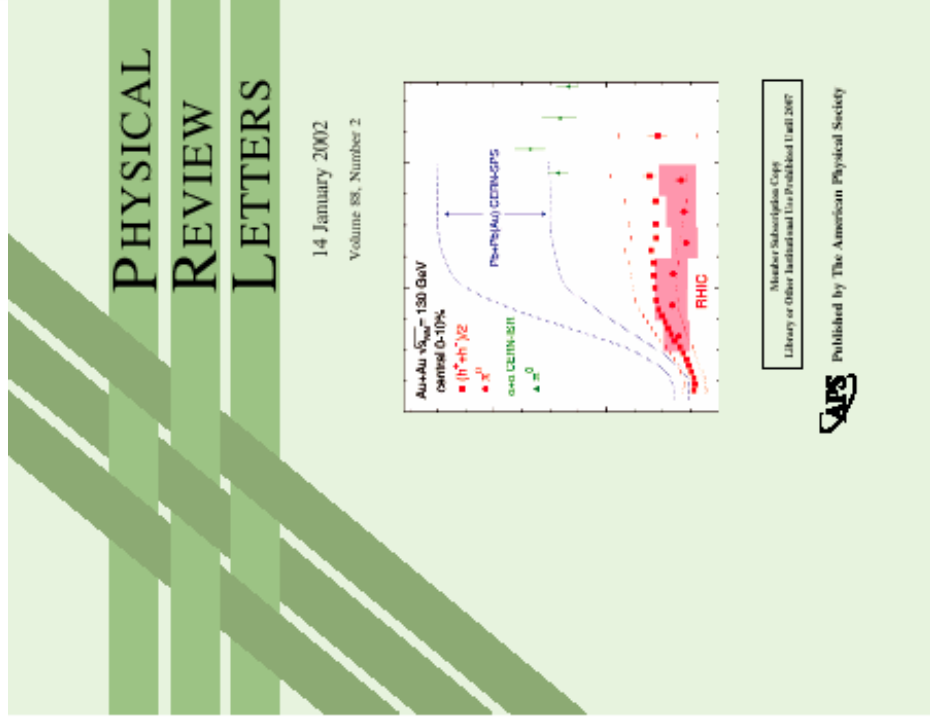 PHYSICAL
REVIEW
LETTERS
14 January 2002
Volume 88, Number 2
Au+Au √sNN = 130 GeV
central 0-10%
(h⁺+h⁻)/2
π⁰
α+α CERN-ISR
π⁰
Pb+Pb(Au) CERN-SPS
RHIC
Member Subscription Copy
Library or Other Institutional Use Prohibited Until 2007
APS
Published by The American Physical Society